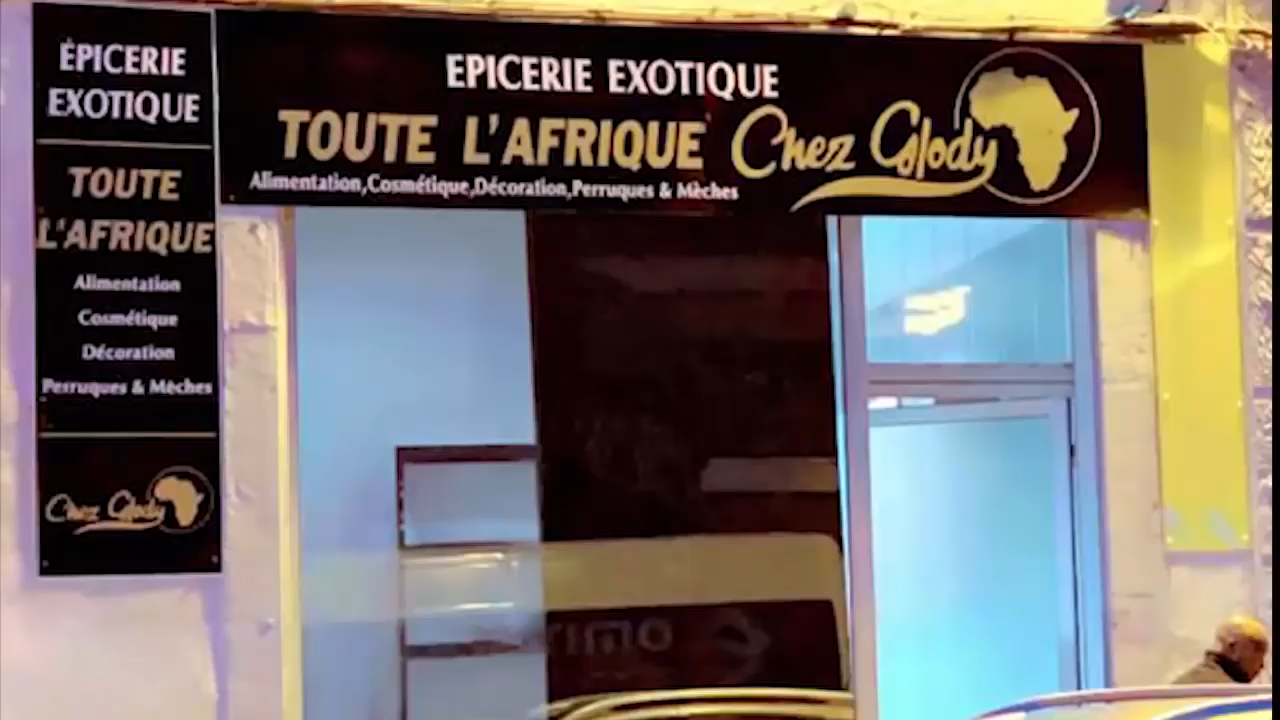 ÉPICERIE
EXOTIQUE
TOUTE
L'AFRIQUE
Alimentation
Cosmétique
Décoration
Perruques & Mèches
Chez Glody
EPICERIE EXOTIQUE
TOUTE L'AFRIQUE Chez Glody
Alimentation,Cosmétique,Décoration,Perruques & Mèches